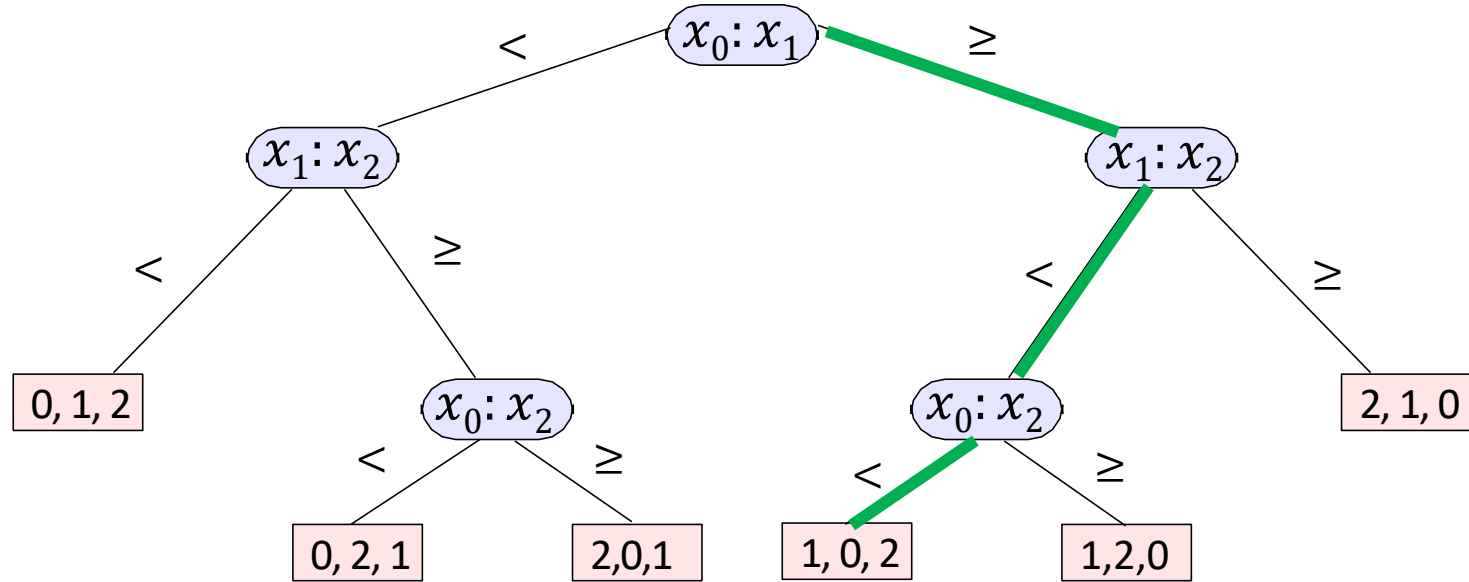 < x₀: x₁ ≥
x₁: x₂ x₁: x₂
< ≥ < ≥
0, 1, 2 x₀: x₂ x₀: x₂ 2, 1, 0
< ≥ < ≥
0, 2, 1 2,0,1 1, 0, 2 1,2,0